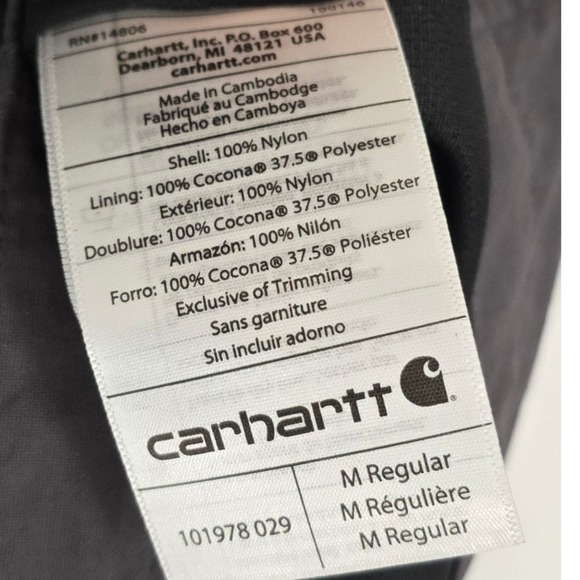 RN#14806
Carhartt, Inc. P.O. Box 600
Dearborn, MI 48121 USA
carhartt.com
Made in Cambodia
Fabriqué au Cambodge
Hecho en Camboya
Shell: 100% Nylon
Lining: 100% Cocona® 37.5® Polyester
Extérieur: 100% Nylon
Doublure: 100% Cocona® 37.5® Polyester
Armazón: 100% Nilón
Forro: 100% Cocona® 37.5® Poliéster
Exclusive of Trimming
Sans garniture
Sin incluir adorno
carhartt ®
101978 029
M Regular
M Régulière
M Regular